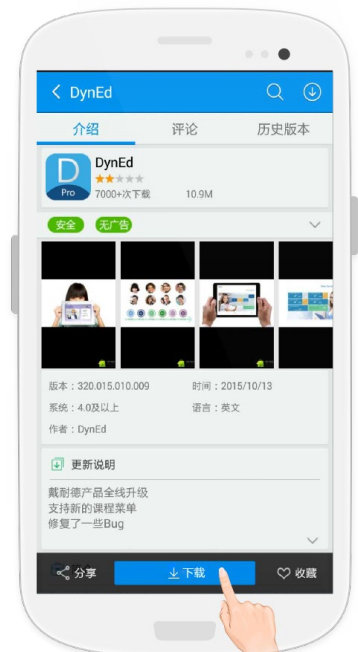 DynEd
介绍 评论 历史版本
D
Pro
DynEd
7000+次下载 10.9M
安全 无广告
版本：320.015.010.009 时间：2015/10/13
系统：4.0及以上 语言：英文
作者：DynEd
更新说明
戴耐德产品全线升级
支持新的课程菜单
修复了一些Bug
分享 下载 收藏